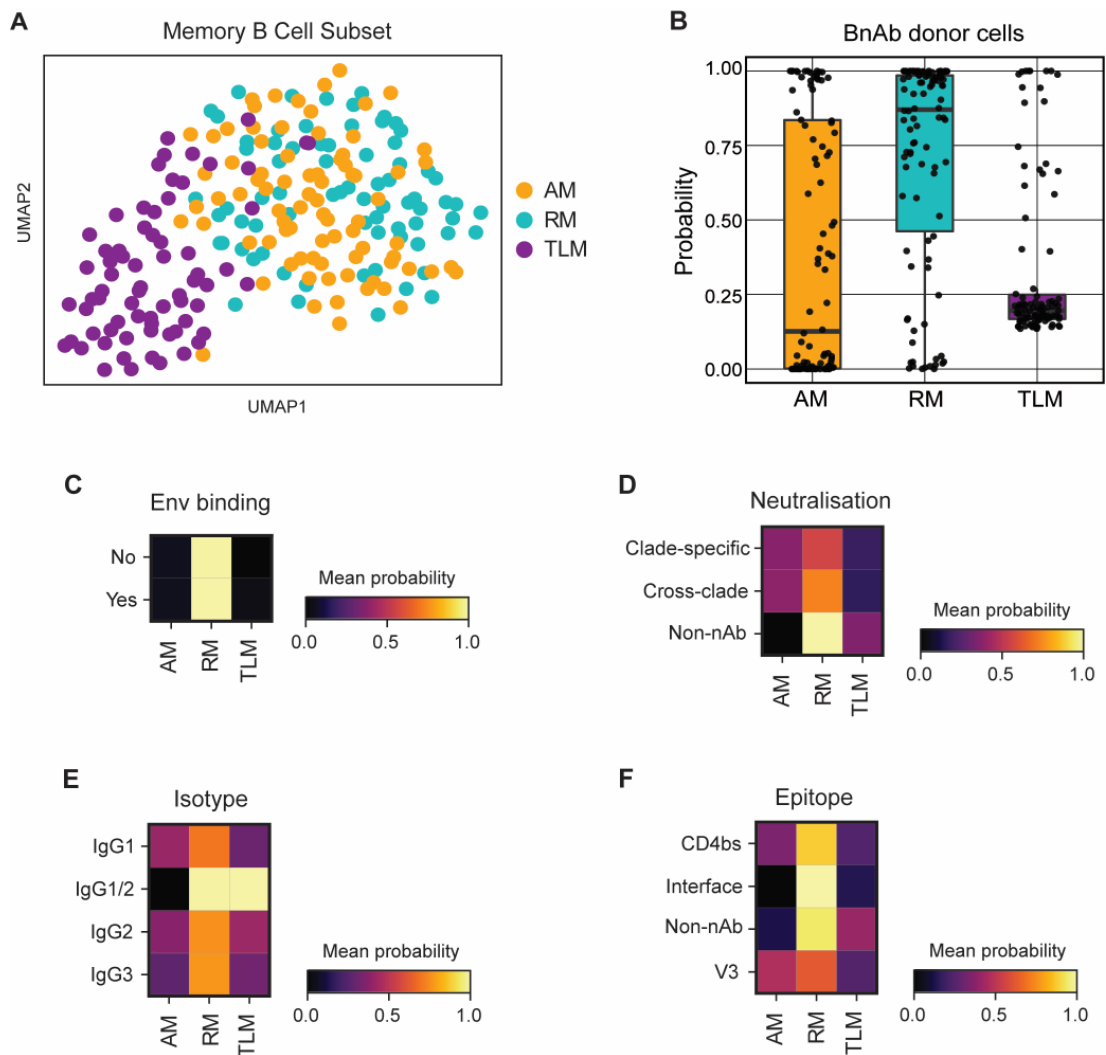 A
Memory B Cell Subset
UMAP2
UMAP1
AM
RM
TLM
B
BnAb donor cells
Probability
1.00
0.75
0.50
0.25
0.00
AM RM TLM
C
Env binding
No
Yes
AM RM TLM
Mean probability
0.0 0.5 1.0
D
Neutralisation
Clade-specific
Cross-clade
Non-nAb
AM RM TLM
Mean probability
0.0 0.5 1.0
E
Isotype
IgG1
IgG1/2
IgG2
IgG3
AM RM TLM
Mean probability
0.0 0.5 1.0
F
Epitope
CD4bs
Interface
Non-nAb
V3
AM RM TLM
Mean probability
0.0 0.5 1.0